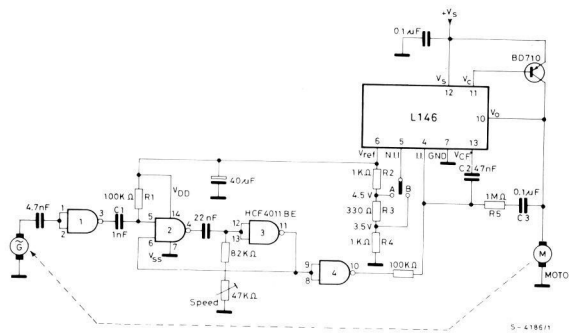 +Vs
0.1µF
BD710
Vs
Vc
12
11
L146
10
Vo
6
5
4
7
13
Vref
N.I.I
I.I.
GND
VCF
C2
47nF
1KΩ
R2
4.5V
A
B
330Ω
R3
3.5V
1KΩ
R4
1MΩ
R5
0.1µF
C3
M
MOTO
100KΩ
R1
VDD
40µF
4.7nF
1
2
1
3
C1
1nF
5
6
2
14
4
7
VSS
22nF
HCF4011BE
12
13
3
11
82KΩ
47KΩ
Speed
9
8
4
10
100KΩ
G
S-4186/1